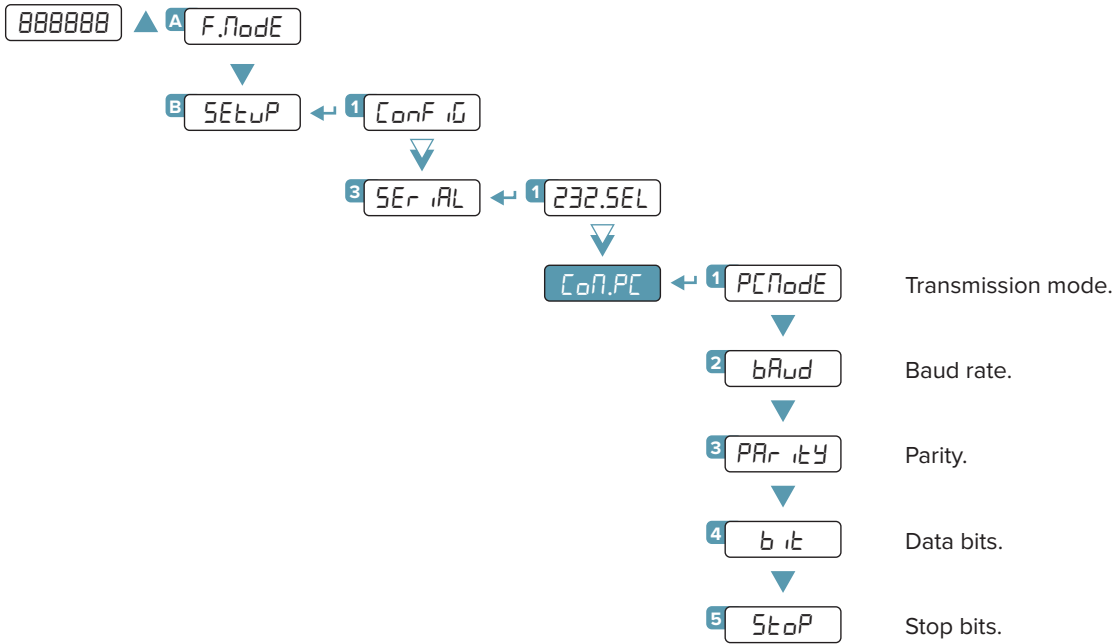 888888 A F.ModE
B SEtuP 1 ConFiG
3 SEriAL 1 232.SEL
CoM.PC 1 PCModE Transmission mode.
2 bAud Baud rate.
3 PAritY Parity.
4 bit Data bits.
5 StoP Stop bits.